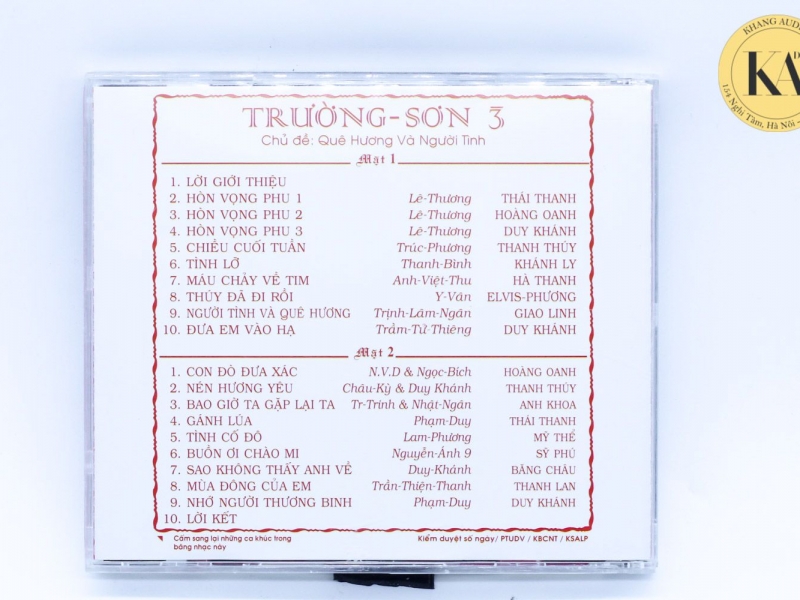 KHANG AUD
KA
154 Nghi Tàm, Hà Nội -
TRƯỜNG-SƠN 3
Chủ đề: Quê Hương Và Người Tình
Mặt 1
1. LỜI GIỚI THIỆU
2. HÒN VỌNG PHU 1 Lê-Thương THÁI THANH
3. HÒN VỌNG PHU 2 Lê-Thương HOÀNG OANH
4. HÒN VỌNG PHU 3 Lê-Thương DUY KHÁNH
5. CHIỀU CUỐI TUẦN Trúc-Phương THANH THÚY
6. TÌNH LỠ Thanh-Bình KHÁNH LY
7. MÁU CHẢY VỀ TIM Anh-Việt-Thu HÀ THANH
8. THÚY ĐÃ ĐI RỒI Y-Vân ELVIS-PHƯƠNG
9. NGƯỜI TÌNH VÀ QUÊ HƯƠNG Trịnh-Lâm-Ngân GIAO LINH
10. ĐƯA EM VÀO HẠ Trầm-Tử-Thiêng DUY KHÁNH
Mặt 2
1. CON ĐÒ ĐƯA XÁC N.V.D & Ngọc-Bích HOÀNG OANH
2. NÉN HƯƠNG YÊU Châu-Kỳ & Duy Khánh THANH THÚY
3. BAO GIỜ TA GẶP LẠI TA Tr-Trịnh & Nhật-Ngân ANH KHOA
4. GÁNH LÚA Phạm-Duy THÁI THANH
5. TÌNH CỐ ĐÔ Lam-Phương MỸ THỂ
6. BUỒN ƠI CHÀO MI Nguyễn-Ánh 9 SỸ PHÚ
7. SAO KHÔNG THẤY ANH VỀ Duy-Khánh BĂNG CHÂU
8. MÙA ĐÔNG CỦA EM Trần-Thiện-Thanh THANH LAN
9. NHỚ NGƯỜI THƯƠNG BINH Phạm-Duy DUY KHÁNH
10. LỜI KẾT
Cấm sang lại những ca khúc trong
băng nhạc này
Kiểm duyệt số ngày/ PTUDV / KBCNT / KSALP